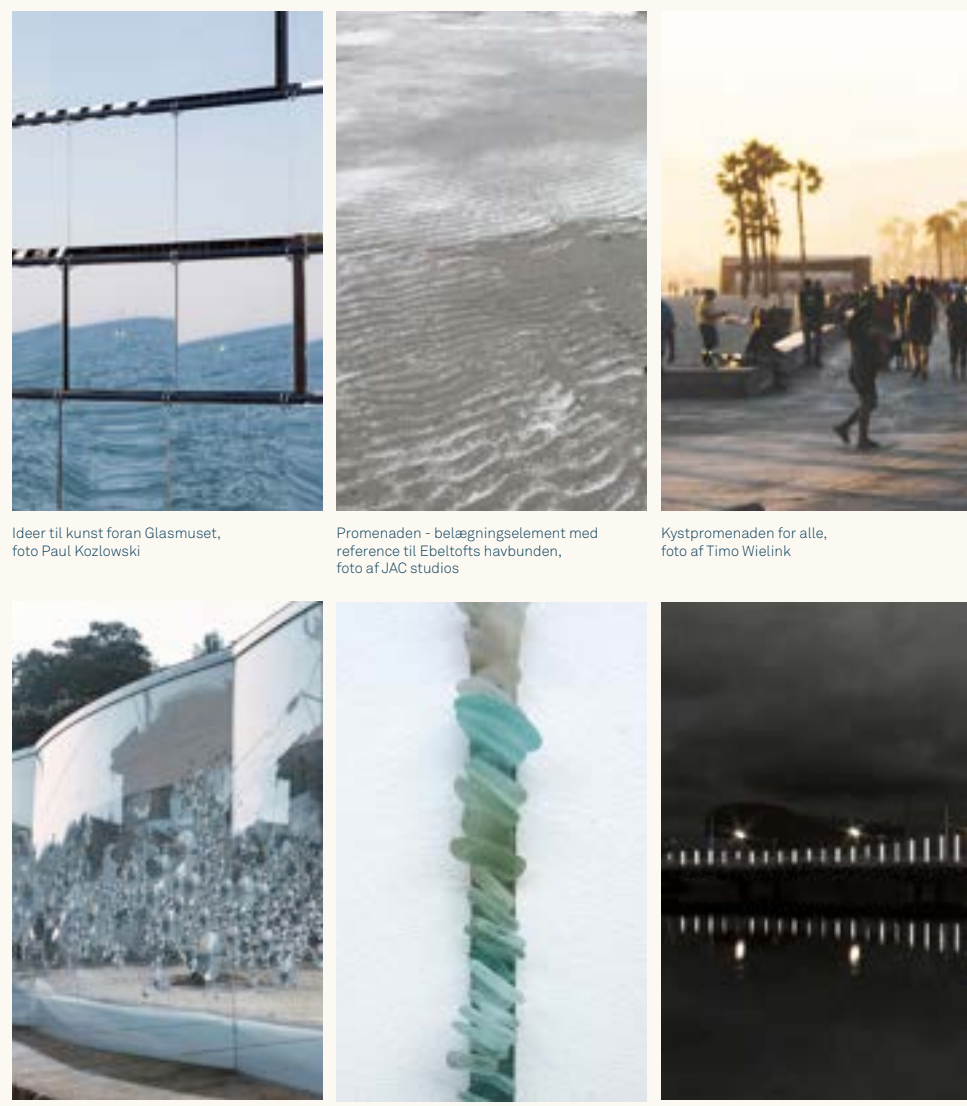 Ideer til kunst foran Glasmuset,
foto Paul Kozlowski
Promenaden - belægningselement med
reference til Ebeltofts havbunden,
foto af JAC studios
Kystpromenaden for alle,
foto af Timo Wielink